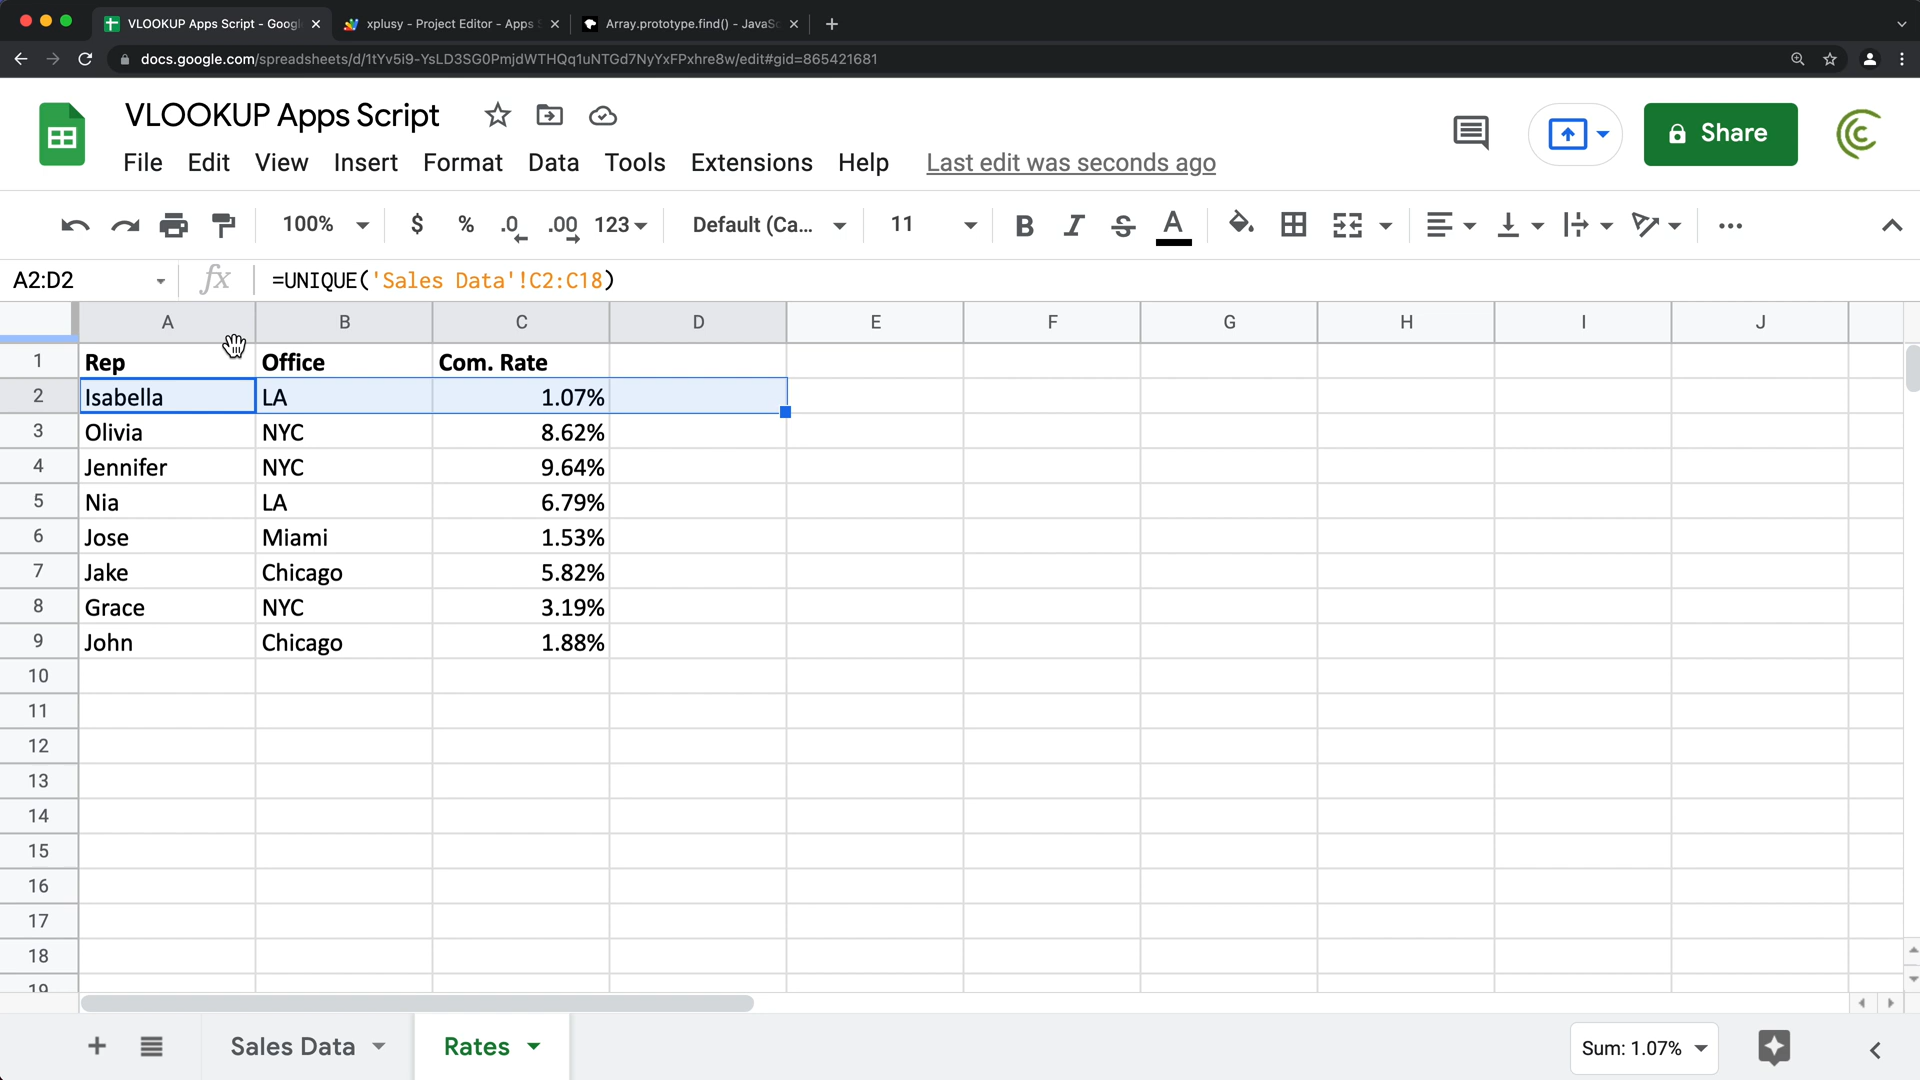 VLOOKUP Apps Script - Goog
xplusy - Project Editor - Apps S
Array.prototype.find() - JavaSc
docs.google.com/spreadsheets/d/1tYv5i9-YsLD3SG0PmjdWTHQq1uNTGd7NyYxFPxhre8w/edit#gid=865421681
VLOOKUP Apps Script
Share
File Edit View Insert Format Data Tools Extensions Help Last edit was seconds ago
100% $ % .0 .00 123 Default (Ca... 11 B I S A
A2:D2 fx =UNIQUE('Sales Data'!C2:C18)
A B C D E F G H I J
1 Rep Office Com. Rate
2 Isabella LA 1.07%
3 Olivia NYC 8.62%
4 Jennifer NYC 9.64%
5 Nia LA 6.79%
6 Jose Miami 1.53%
7 Jake Chicago 5.82%
8 Grace NYC 3.19%
9 John Chicago 1.88%
10
11
12
13
14
15
16
17
18
19
Sales Data Rates Sum: 1.07%